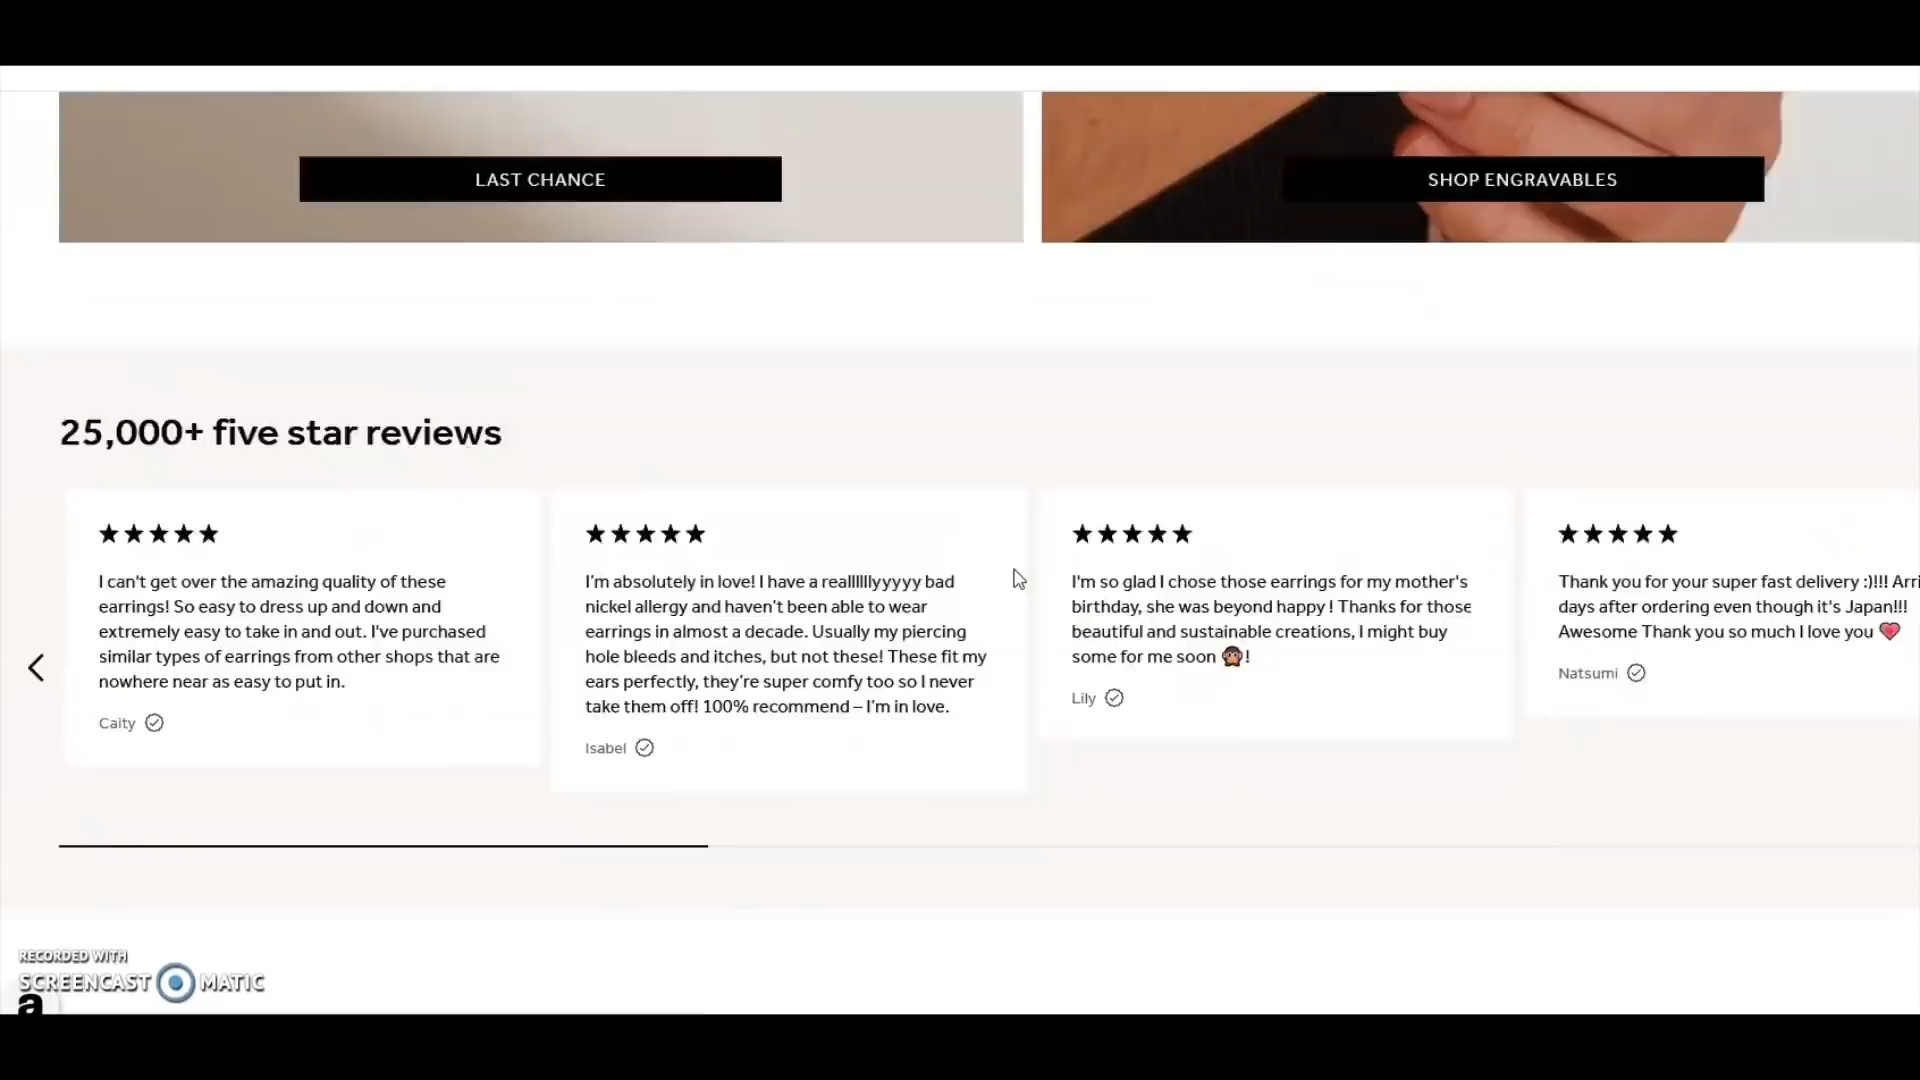 LAST CHANCE
SHOP ENGRAVABLES
25,000+ five star reviews
I can't get over the amazing quality of these
earrings! So easy to dress up and down and
extremely easy to take in and out. I've purchased
similar types of earrings from other shops that are
nowhere near as easy to put in.
Caity
I'm absolutely in love! I have a reallllllyyyyy bad
nickel allergy and haven't been able to wear
earrings in almost a decade. Usually my piercing
hole bleeds and itches, but not these! These fit my
ears perfectly, they're super comfy too so I never
take them off! 100% recommend – I'm in love.
Isabel
I'm so glad I chose those earrings for my mother's
birthday, she was beyond happy ! Thanks for those
beautiful and sustainable creations, I might buy
some for me soon 🙊!
Lily
Thank you for your super fast delivery :)!!!
days after ordering even though it's Japan!!!
Awesome Thank you so much I love you 💗
Natsumi
RECORDED WITH
SCREENCAST MATIC
a